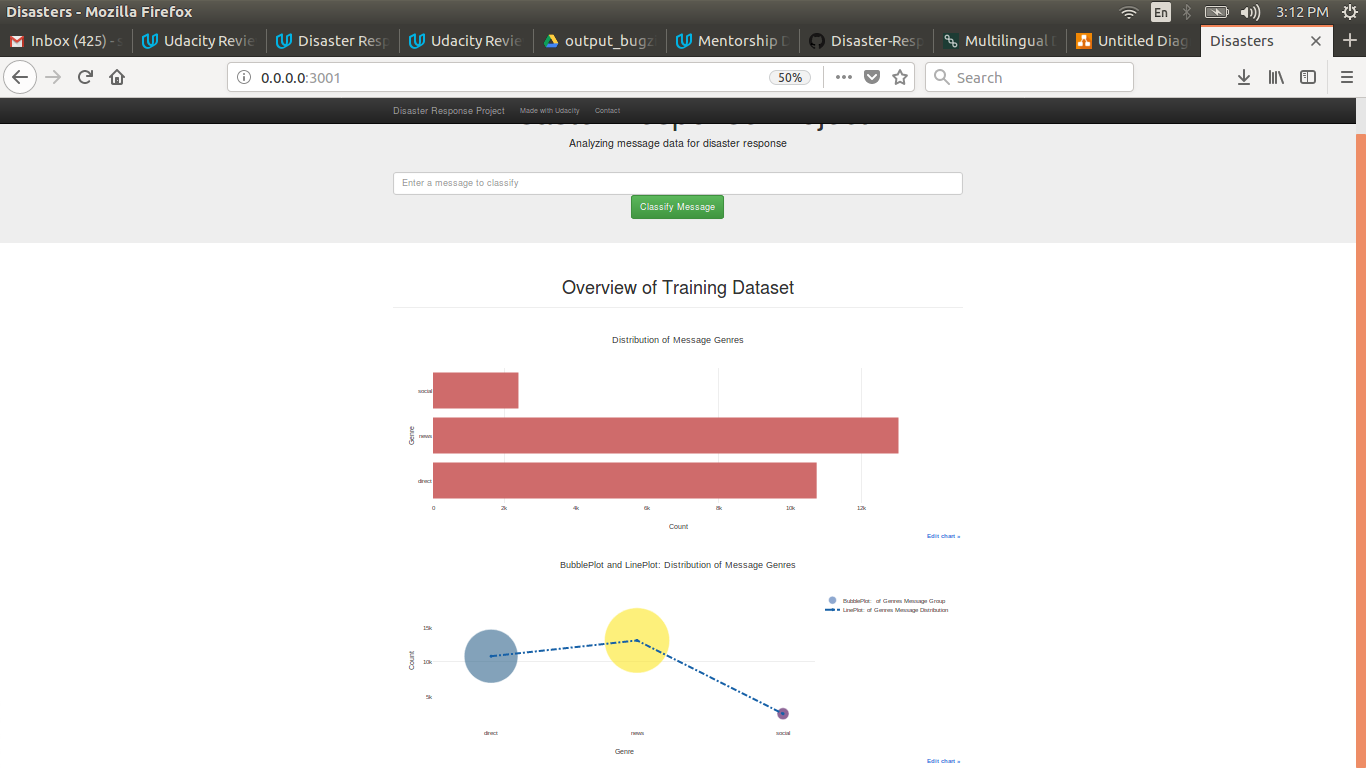 Disasters - Mozilla Firefox
En
3:12 PM
Inbox (425) - s
Udacity Revie
Disaster Resp
Udacity Revie
output_bugz
Mentorship D
Disaster-Resp
Multilingual D
Untitled Diag
Disasters
0.0.0.0:3001
50%
Search
Disaster Response Project
Made with Udacity
Contact
Analyzing message data for disaster response
Enter a message to classify
Classify Message
Overview of Training Dataset
Distribution of Message Genres
social
Genre
news
direct
0 2k 4k 6k 8k 10k 12k
Count
Edit chart »
BubblePlot and LinePlot: Distribution of Message Genres
BubblePlot: of Genres Message Group
LinePlot: of Genres Message Distribution
15k
Count
10k
5k
direct news social
Genre
Edit chart »